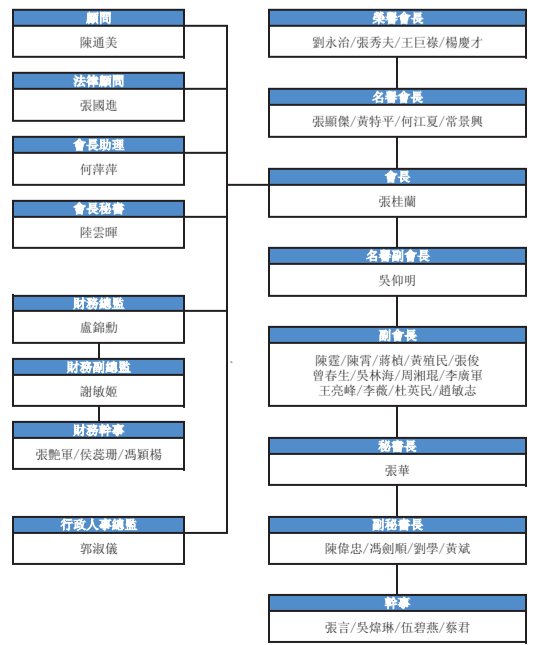 顧問
陳通美
法律顧問
張國進
會長助理
何萍萍
會長秘書
陸雲暉
財務總監
盧錦勳
財務副總監
謝敏姬
財務幹事
張艷軍/侯蕊珊/馮穎楊
行政人事總監
郭淑儀
榮譽會長
劉永治/張秀夫/王巨祿/楊慶才
名譽會長
張顯傑/黃特平/何江夏/常景興
會長
張桂蘭
名譽副會長
吳仰明
副會長
陳霆/陳霄/蔣楨/黃殖民/張俊
曾春生/吳林海/周湘琨/李廣軍
王亮峰/李薇/杜英民/趙敏志
秘書長
張華
副秘書長
陳偉忠/馮劍順/劉學/黃斌
幹事
張言/吳煒琳/伍碧燕/蔡君